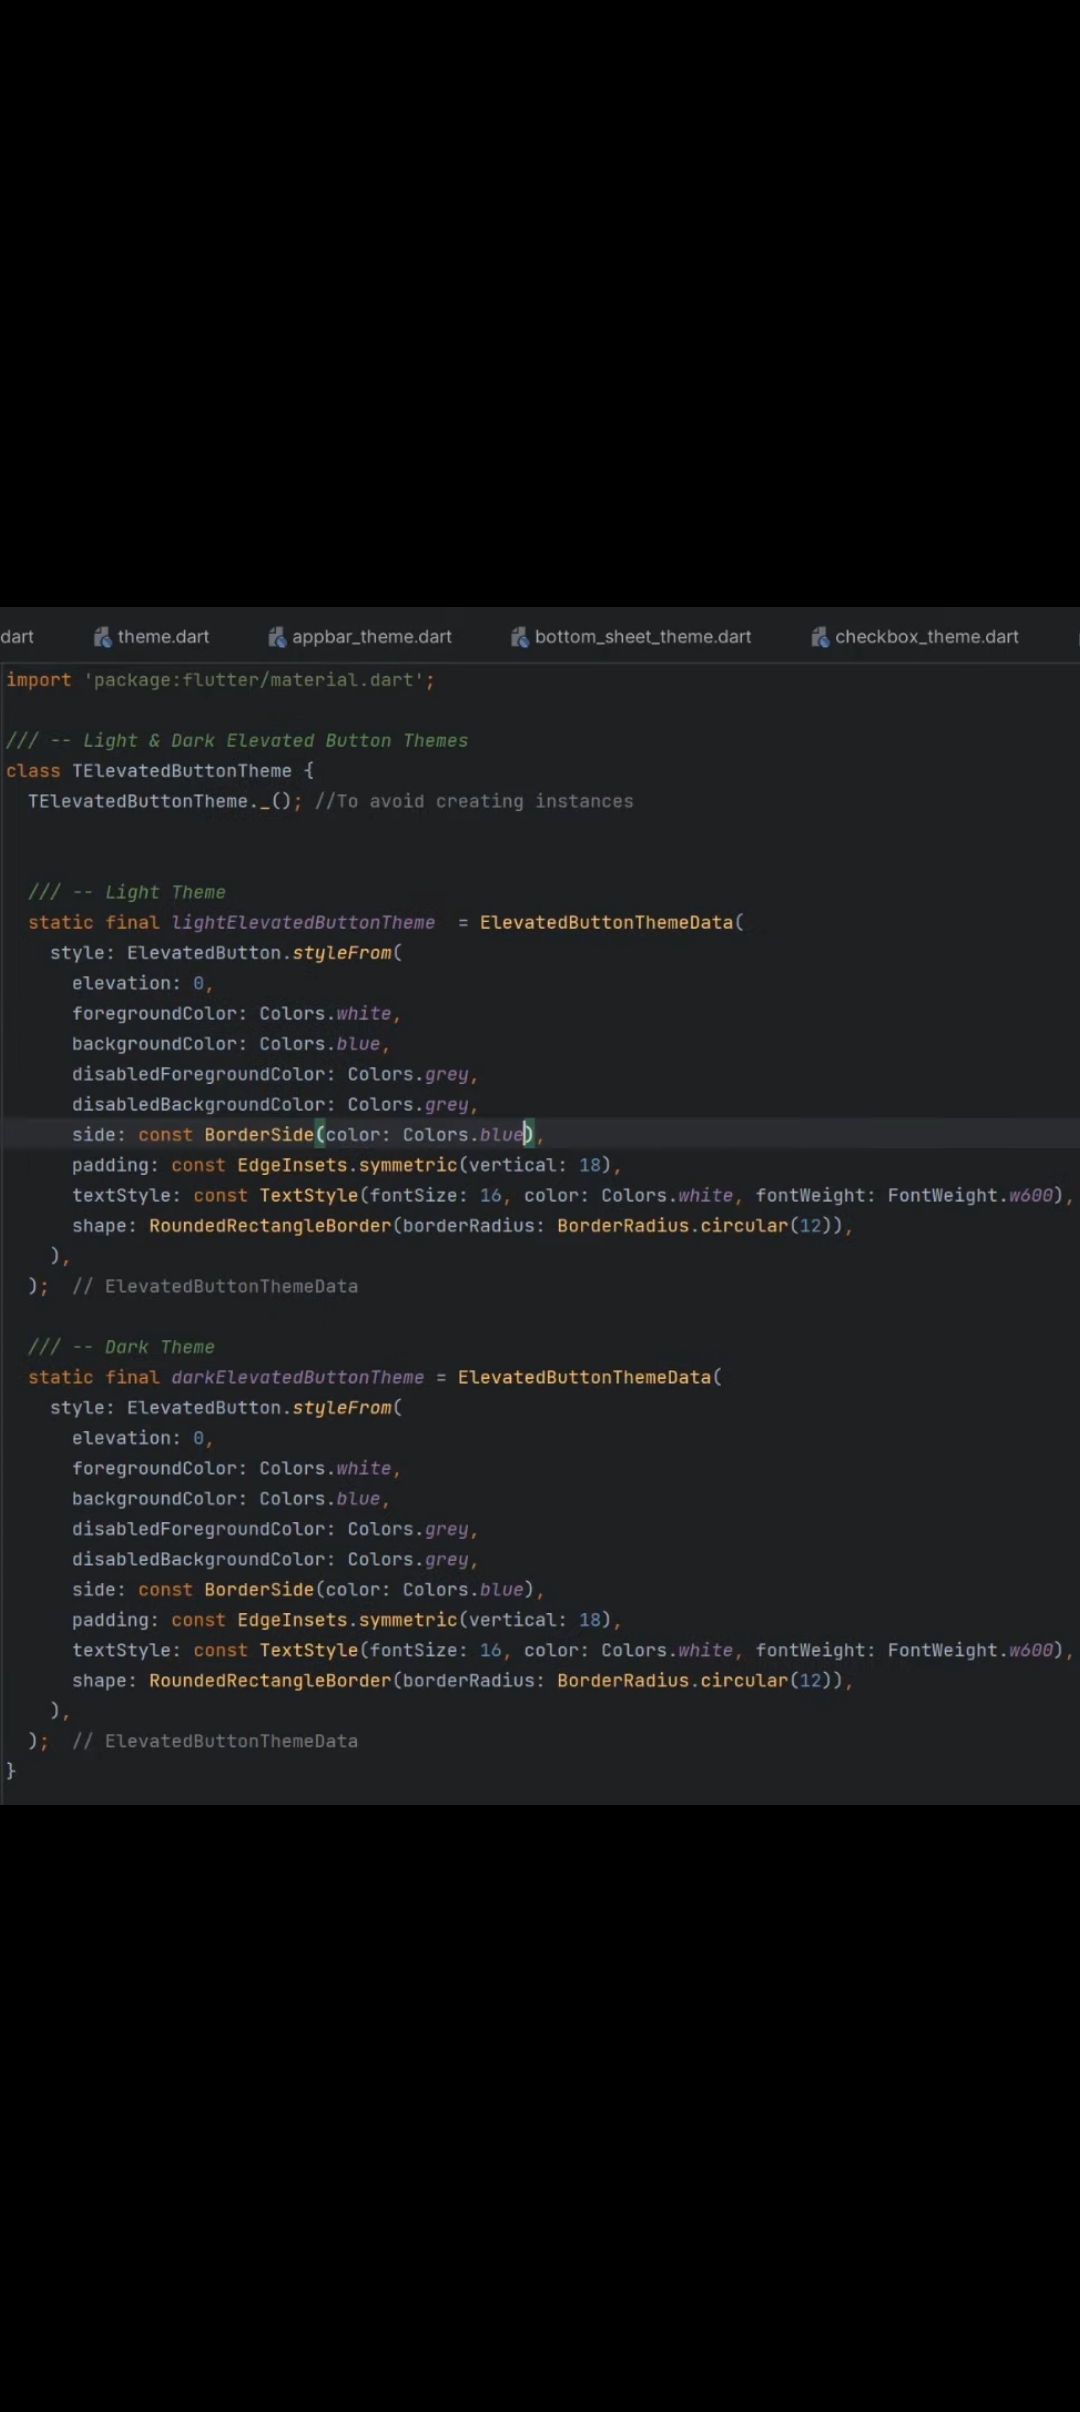 dart theme.dart appbar_theme.dart bottom_sheet_theme.dart checkbox_theme.dart
import 'package:flutter/material.dart';
/// -- Light & Dark Elevated Button Themes
class TElevatedButtonTheme {
TElevatedButtonTheme._(); //To avoid creating instances
/// -- Light Theme
static final lightElevatedButtonTheme = ElevatedButtonThemeData(
style: ElevatedButton.styleFrom(
elevation: 0,
foregroundColor: Colors.white,
backgroundColor: Colors.blue,
disabledForegroundColor: Colors.grey,
disabledBackgroundColor: Colors.grey,
side: const BorderSide(color: Colors.blue),
padding: const EdgeInsets.symmetric(vertical: 18),
textStyle: const TextStyle(fontSize: 16, color: Colors.white, fontWeight: FontWeight.w600),
shape: RoundedRectangleBorder(borderRadius: BorderRadius.circular(12)),
),
); // ElevatedButtonThemeData
/// -- Dark Theme
static final darkElevatedButtonTheme = ElevatedButtonThemeData(
style: ElevatedButton.styleFrom(
elevation: 0,
foregroundColor: Colors.white,
backgroundColor: Colors.blue,
disabledForegroundColor: Colors.grey,
disabledBackgroundColor: Colors.grey,
side: const BorderSide(color: Colors.blue),
padding: const EdgeInsets.symmetric(vertical: 18),
textStyle: const TextStyle(fontSize: 16, color: Colors.white, fontWeight: FontWeight.w600),
shape: RoundedRectangleBorder(borderRadius: BorderRadius.circular(12)),
),
); // ElevatedButtonThemeData
}